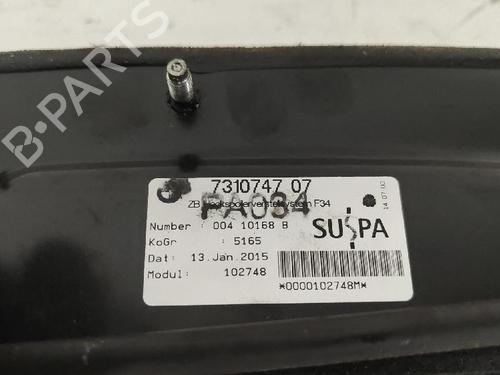 B-PARTS
7310747 07
ZB Heckspoilerverstellsystem F34
FA034
Number : 004 10168 B
KoGr : 5165
Dat: 13.Jan.2015
Modul: 102748
SUSPA
*0000102748M*